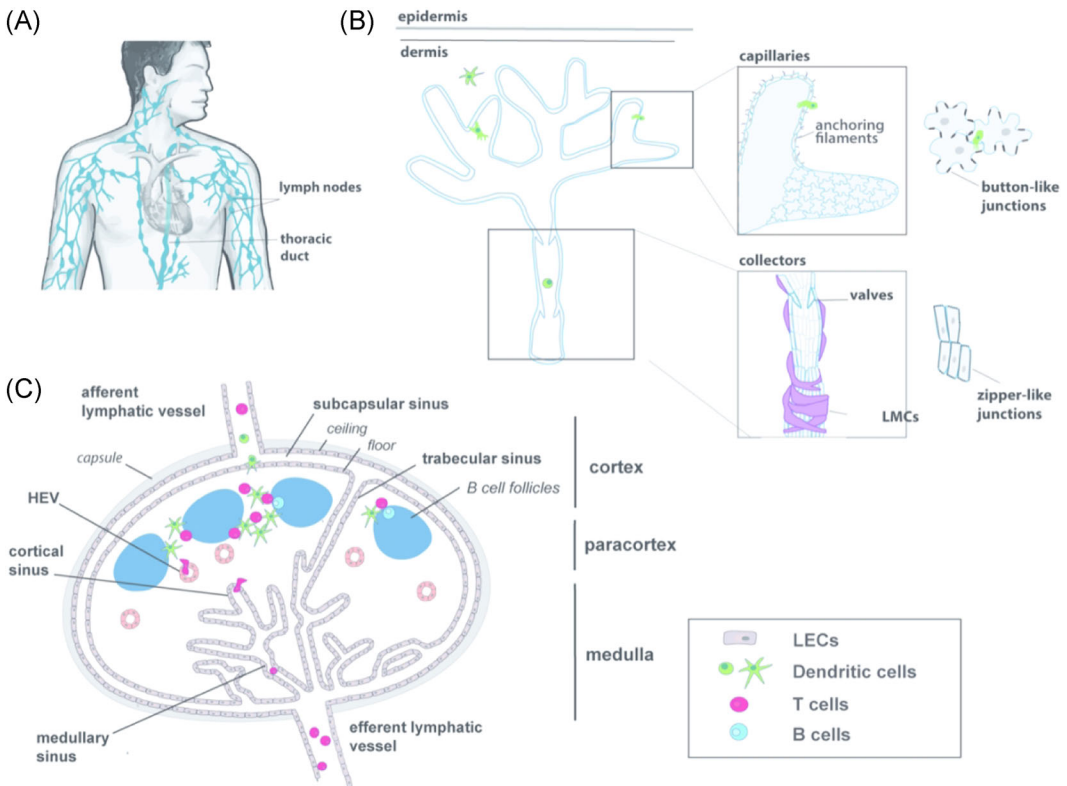 (A)
lymph nodes
thoracic
duct
(B)
epidermis
dermis
capillaries
anchoring
filaments
button-like
junctions
collectors
valves
LMCs
zipper-like
junctions
(C)
afferent
lymphatic vessel
subcapsular sinus
ceiling
floor
capsule
trabecular sinus
HEV
B cell follicles
cortical
sinus
cortex
paracortex
medulla
medullary
sinus
efferent lymphatic
vessel
LECs
Dendritic cells
T cells
B cells